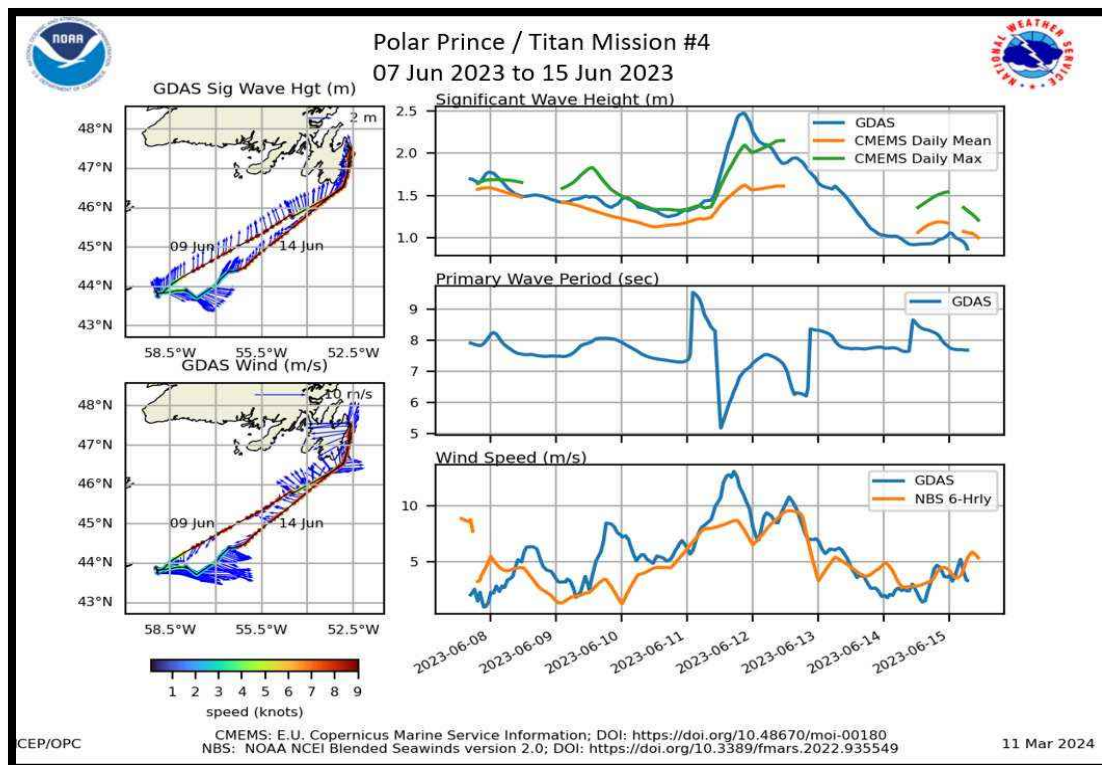 NOAA
Polar Prince / Titan Mission #4
07 Jun 2023 to 15 Jun 2023
NATIONAL WEATHER SERVICE
GDAS Sig Wave Hgt (m)
2 m
48°N
47°N
46°N
45°N
44°N
43°N
09 Jun
14 Jun
58.5°W 55.5°W 52.5°W
GDAS Wind (m/s)
10 m/s
48°N
47°N
46°N
45°N
44°N
43°N
09 Jun
14 Jun
58.5°W 55.5°W 52.5°W
1 2 3 4 5 6 7 8 9
speed (knots)
Significant Wave Height (m)
2.5
2.0
1.5
1.0
GDAS
CMEMS Daily Mean
CMEMS Daily Max
Primary Wave Period (sec)
9
8
7
6
5
GDAS
Wind Speed (m/s)
10
5
GDAS
NBS 6-Hrly
2023-06-08
2023-06-09
2023-06-10
2023-06-11
2023-06-12
2023-06-13
2023-06-14
2023-06-15
CMEMS: E.U. Copernicus Marine Service Information; DOI: https://doi.org/10.48670/moi-00180
NBS: NOAA NCEI Blended Seawinds version 2.0; DOI: https://doi.org/10.3389/fmars.2022.935549
CEP/OPC
11 Mar 2024